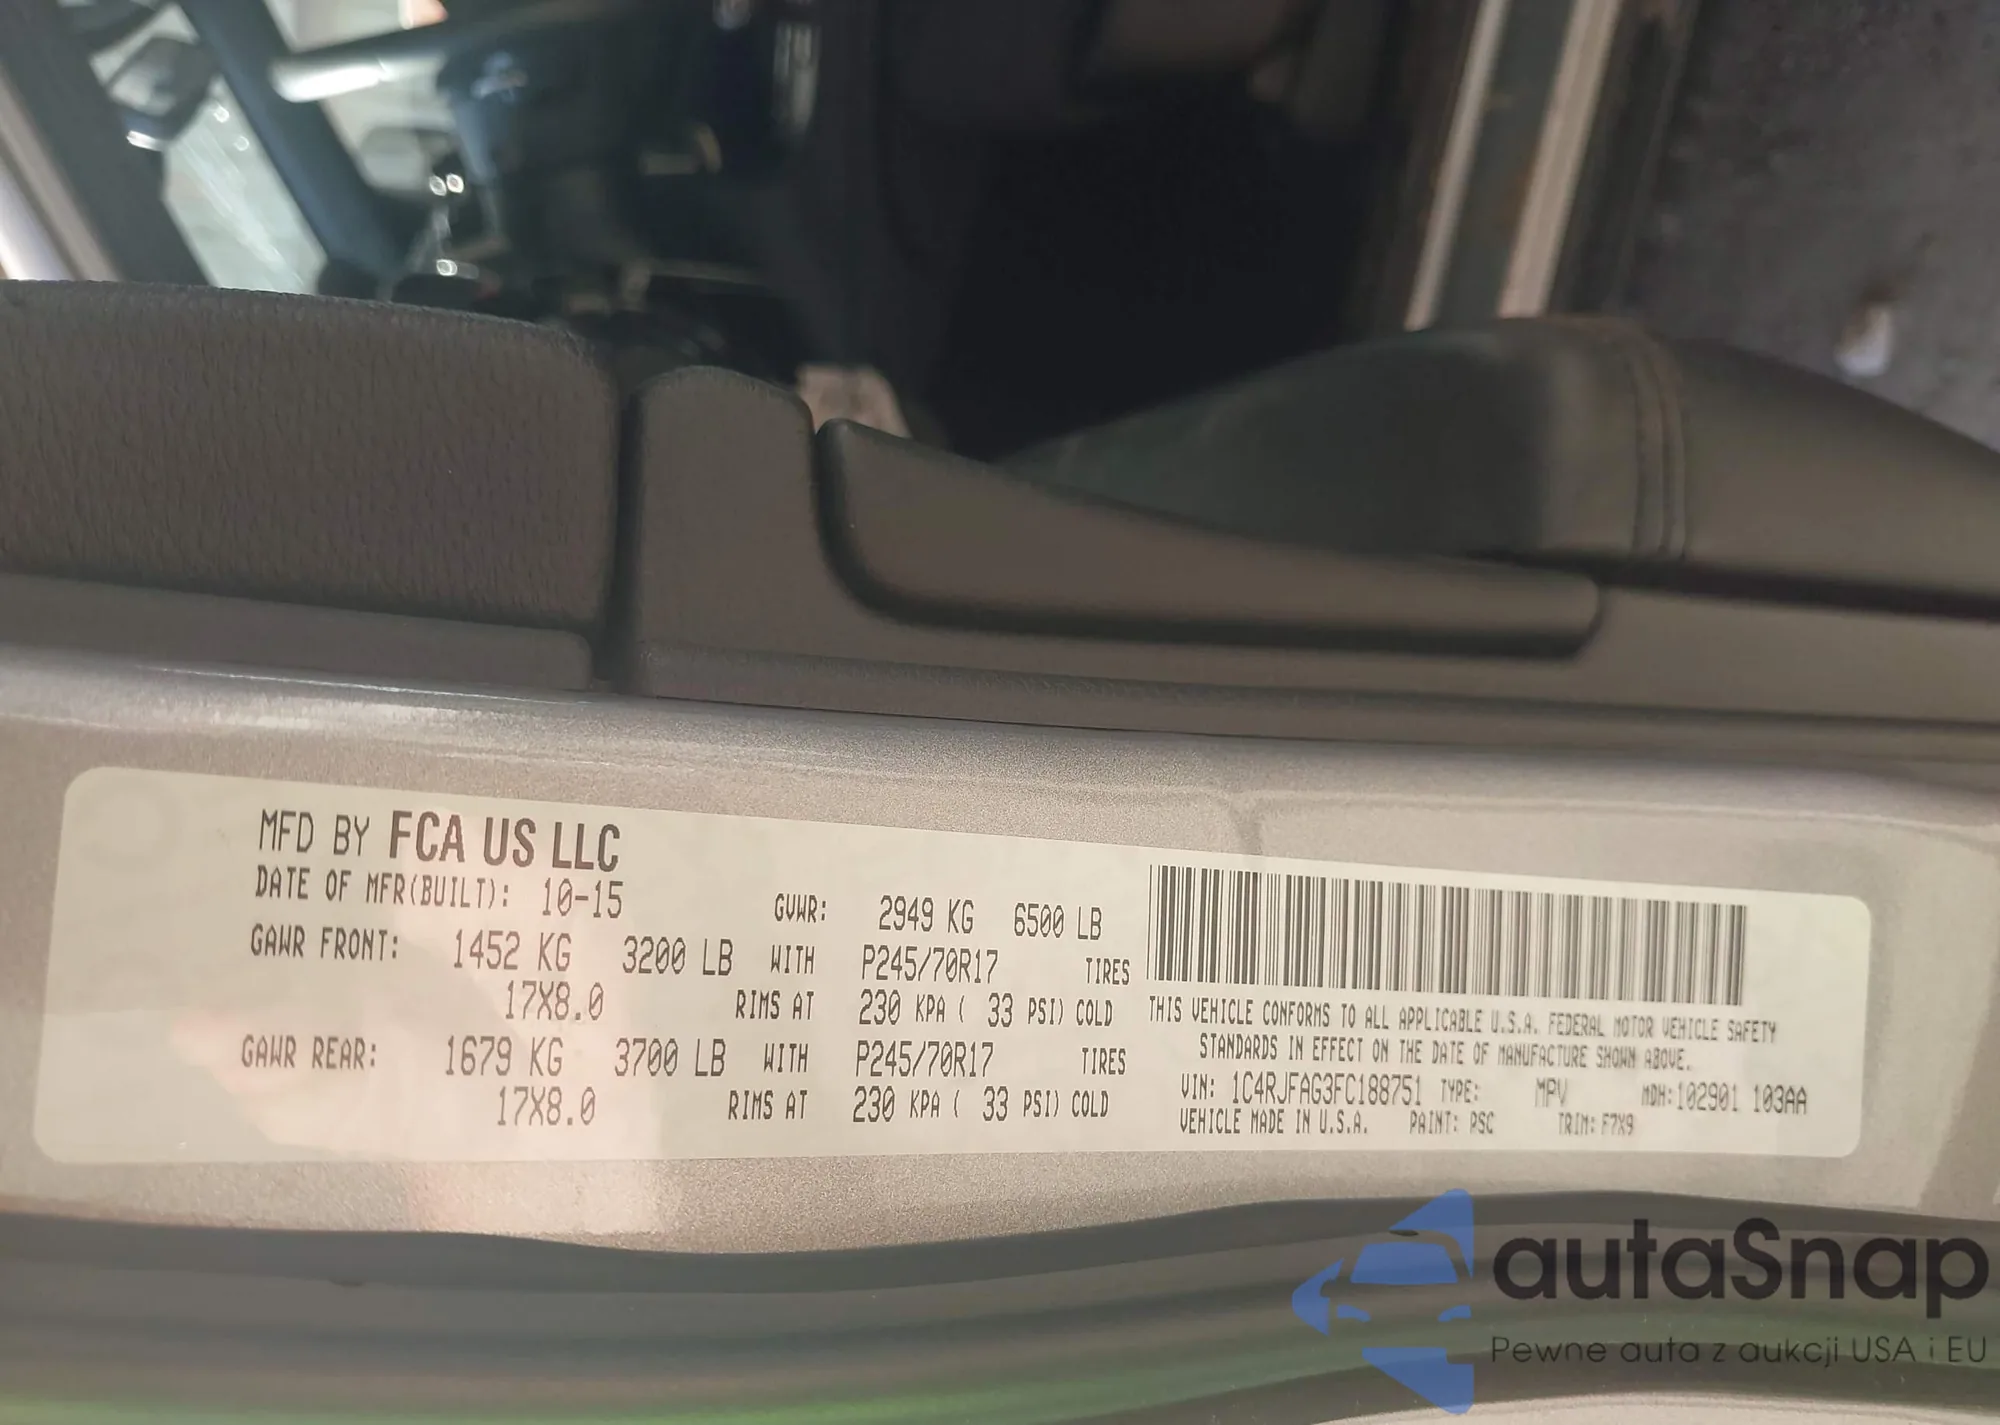 MFD BY FCA US LLC
DATE OF MFR(BUILT): 10-15 GVWR: 2949 KG 6500 LB
GAWR FRONT: 1452 KG 3200 LB WITH P245/70R17 TIRES
17X8.0 RIMS AT 230 KPA ( 33 PSI) COLD
GAWR REAR: 1679 KG 3700 LB WITH P245/70R17 TIRES
17X8.0 RIMS AT 230 KPA ( 33 PSI) COLD
THIS VEHICLE CONFORMS TO ALL APPLICABLE U.S.A. FEDERAL MOTOR VEHICLE SAFETY
STANDARDS IN EFFECT ON THE DATE OF MANUFACTURE SHOWN ABOVE.
VIN: 1C4RJFAG3FC188751 TYPE: MPV MDH:102901 103AA
VEHICLE MADE IN U.S.A. PAINT: PSC TRIM: F7X9
autaSnap
Pewne auta z aukcji USA i EU